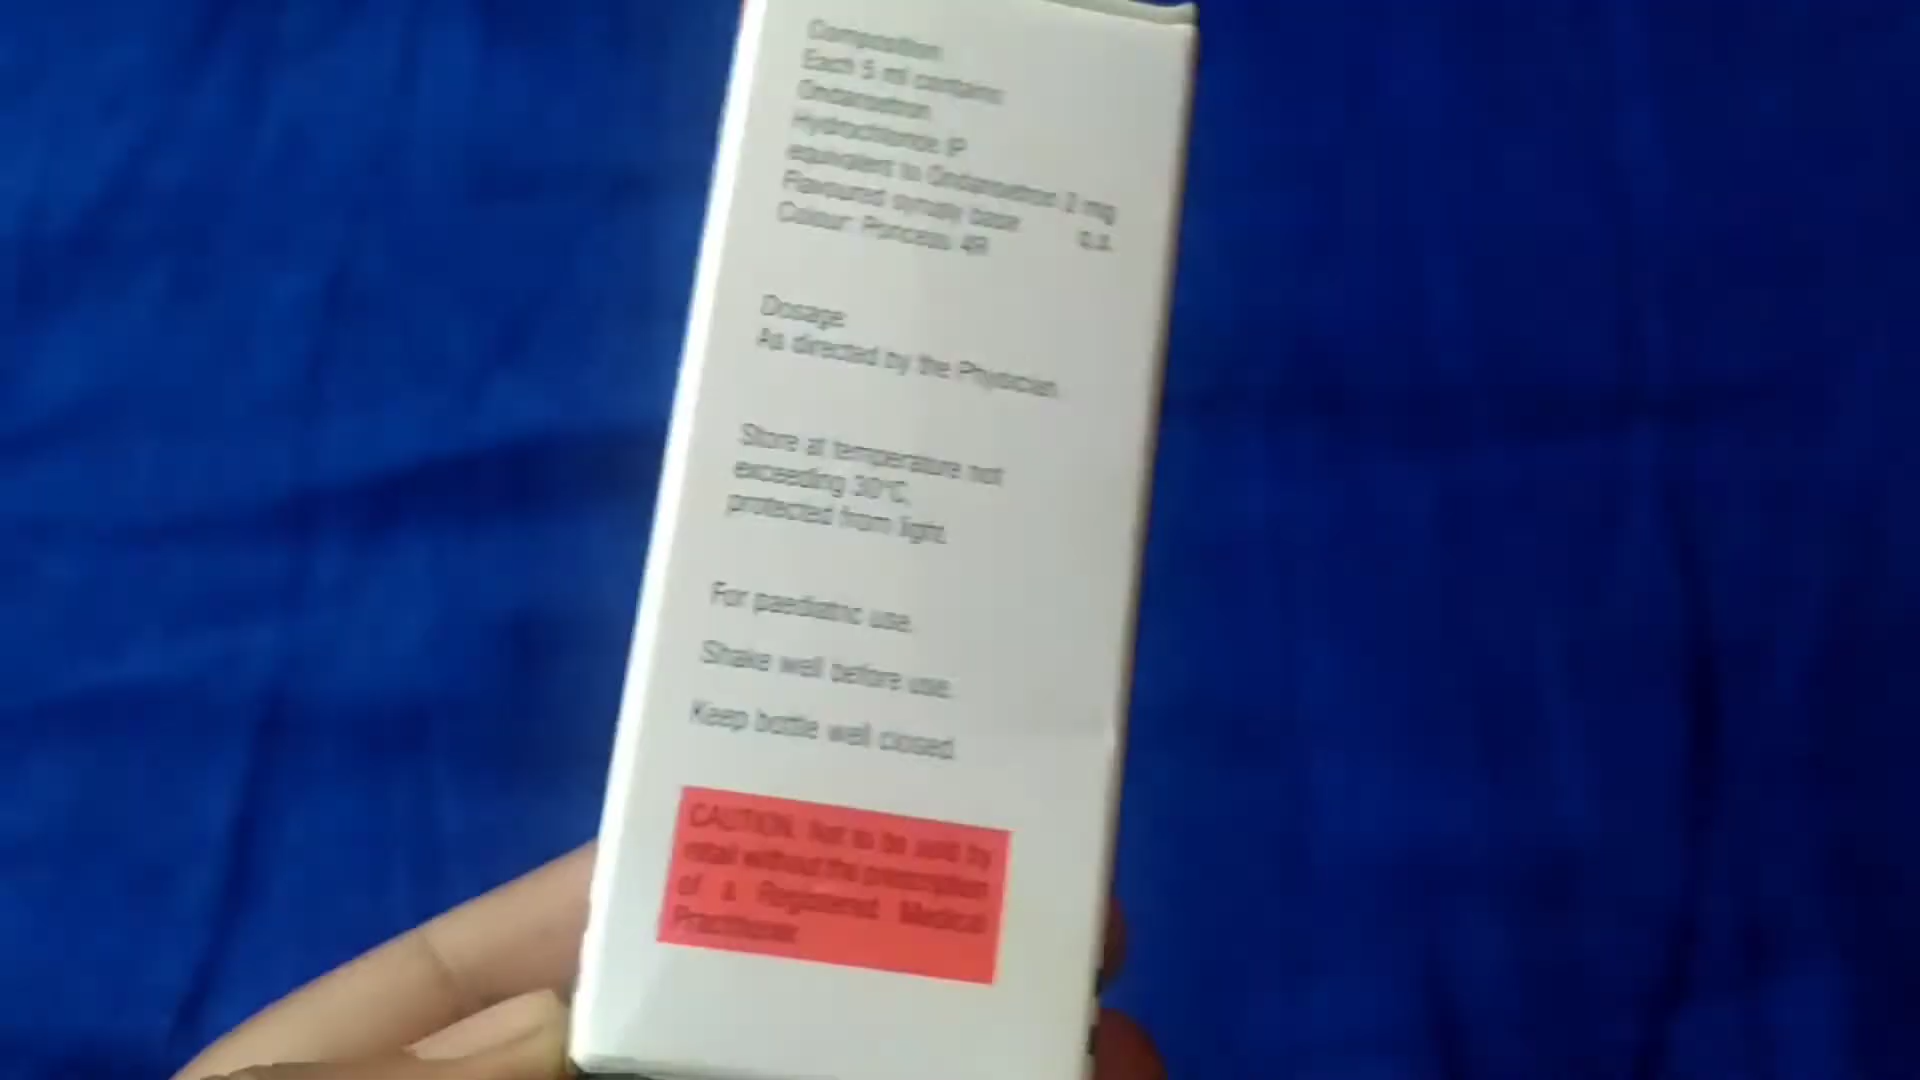 Composition
Each 5 ml contains
Ondansetron
Hydrochloride IP
equivalent to Ondansetron 2 mg
Flavoured syrupy base q.s.
Colour: Ponceau 4R
Dosage
As directed by the Physician.
Store at temperature not
exceeding 30°C,
protected from light.
For paediatric use.
Shake well before use.
Keep bottle well closed.
CAUTION: Not to be sold by
retail without the prescription
of a Registered Medical
Practitioner.